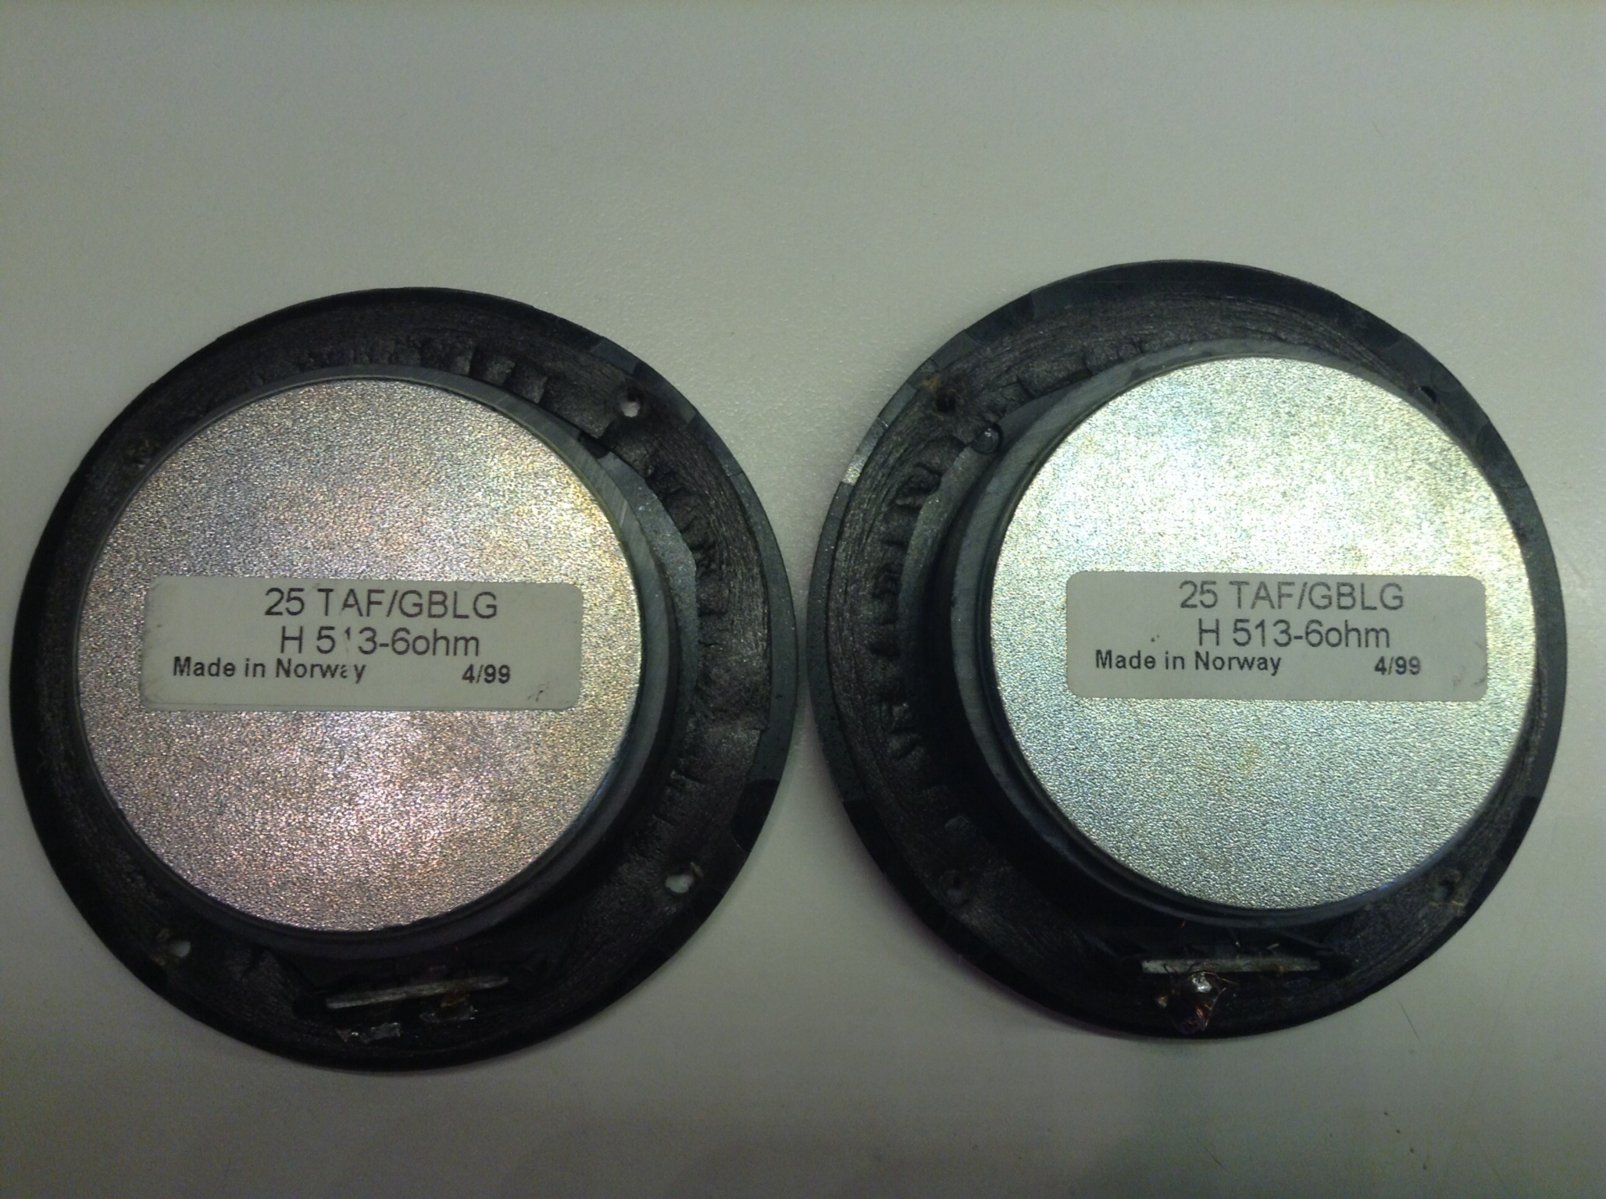 25 TAF/GBLG
H 513-6ohm
Made in Norway 4/99
25 TAF/GBLG
H 513-6ohm
Made in Norway 4/99